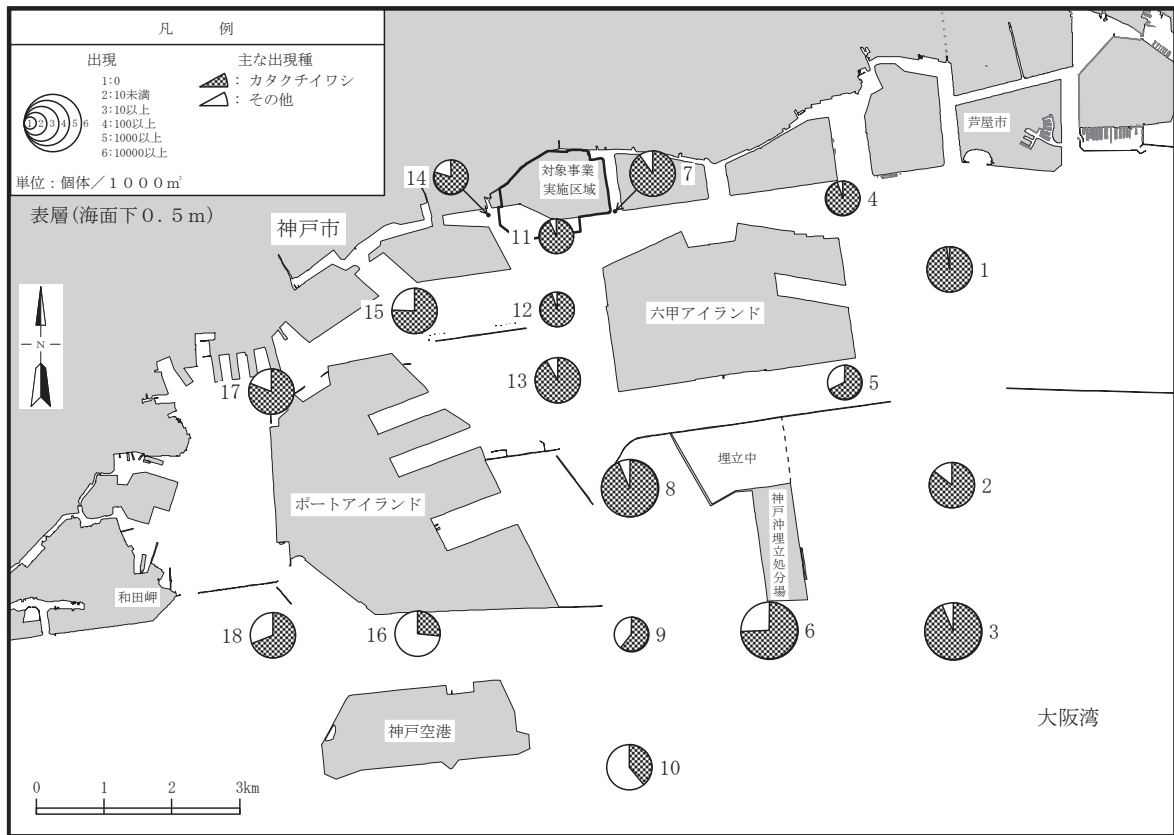 凡　例
出現
1:0
2:10未満
3:10以上
4:100以上
5:1000以上
6:10000以上
1 2 3 4 5 6
主な出現種
： カタクチイワシ
： その他
単位：個体／１０００㎥
表層(海面下０.５m)
神戸市
芦屋市
対象事業
実施区域
14
7
4
11
1
15
12
六甲アイランド
N
17
13
5
埋立中
8
2
ポートアイランド
神戸沖埋立処分場
和田岬
18
16
9
6
3
大阪湾
神戸空港
10
0 1 2 3km